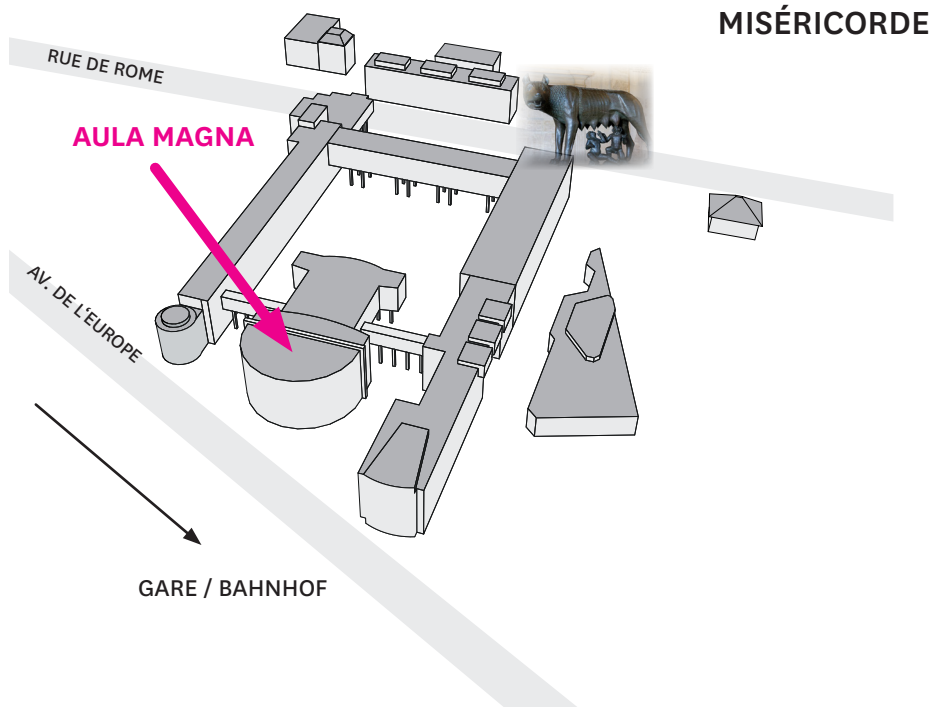 MISÉRICORDE
RUE DE ROME
AULA MAGNA
AV. DE L‘EUROPE
GARE / BAHNHOF